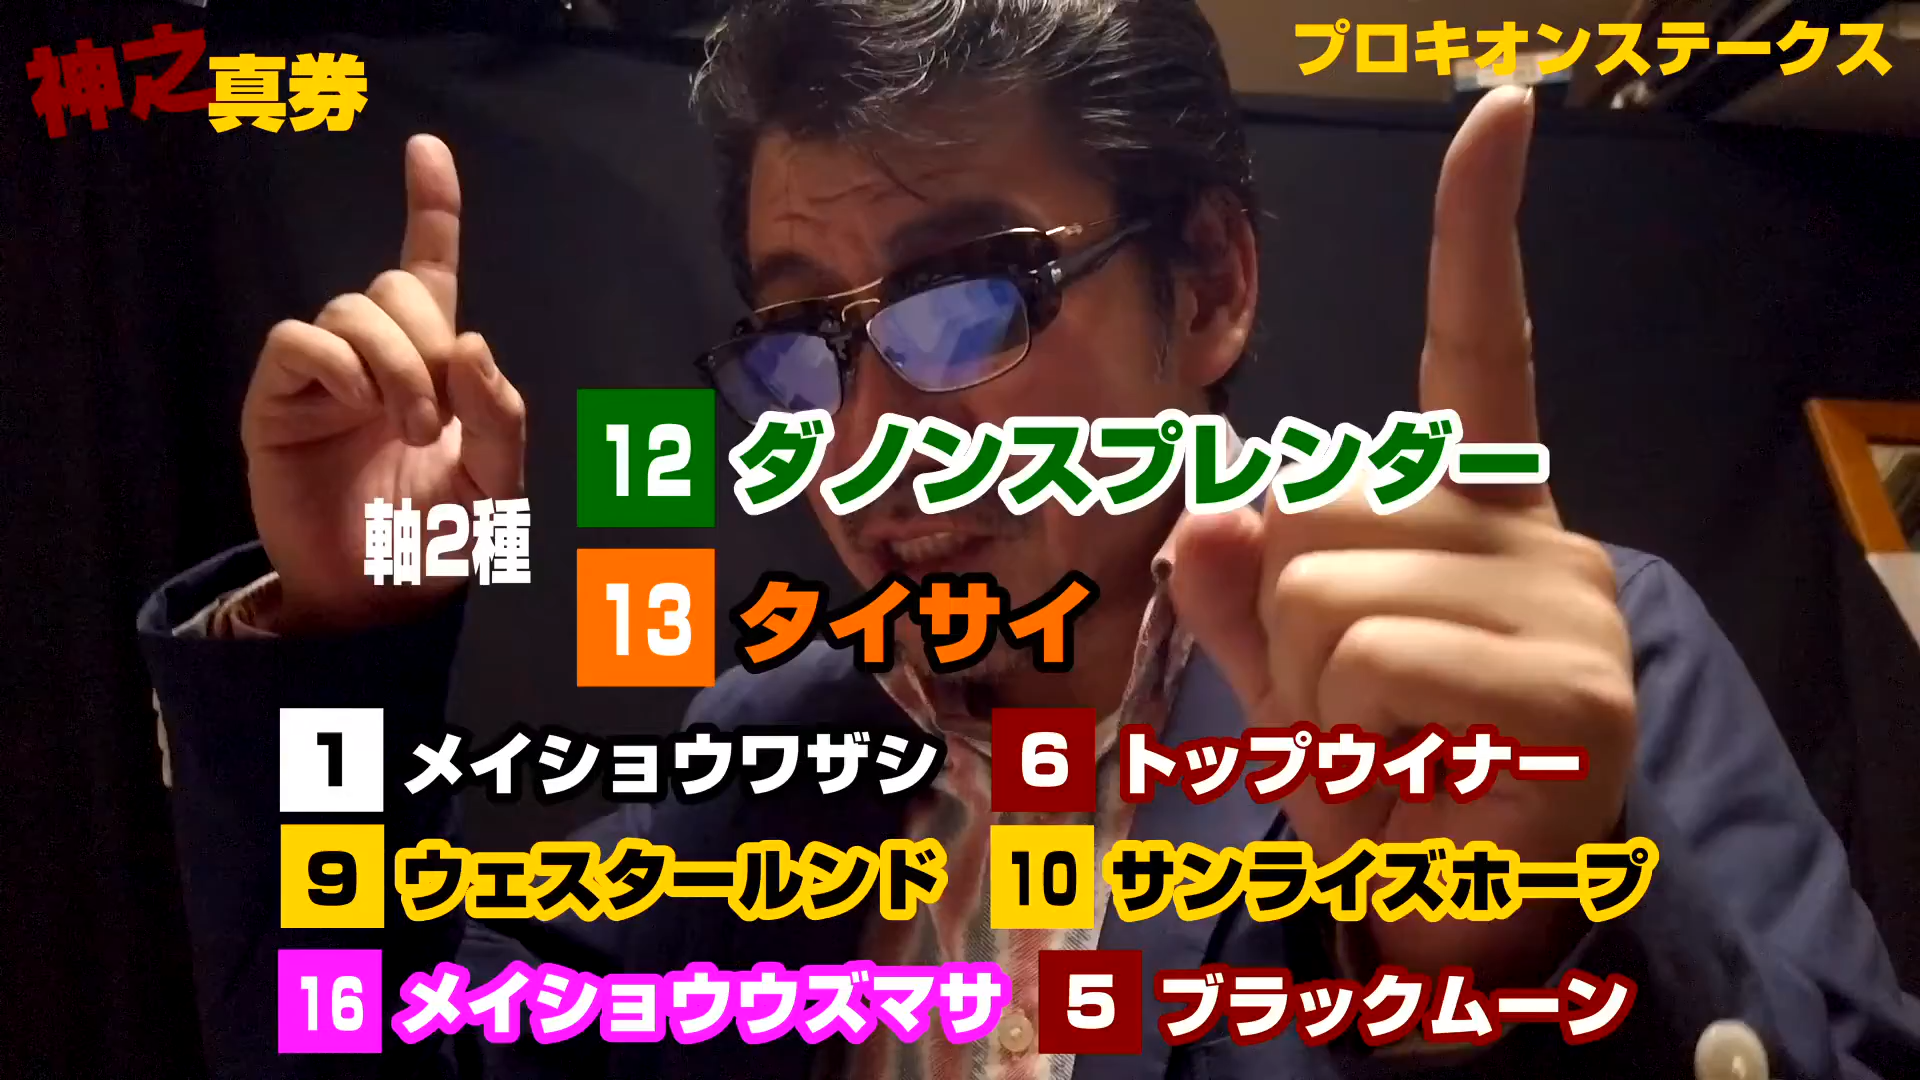 神之真券
プロキオンステークス
軸2種
12 ダノンスプレンダー
13 タイサイ
1 メイショウワザシ
6 トップウイナー
9 ウェスタールンド
10 サンライズホープ
16 メイショウウズマサ
5 ブラックムーン